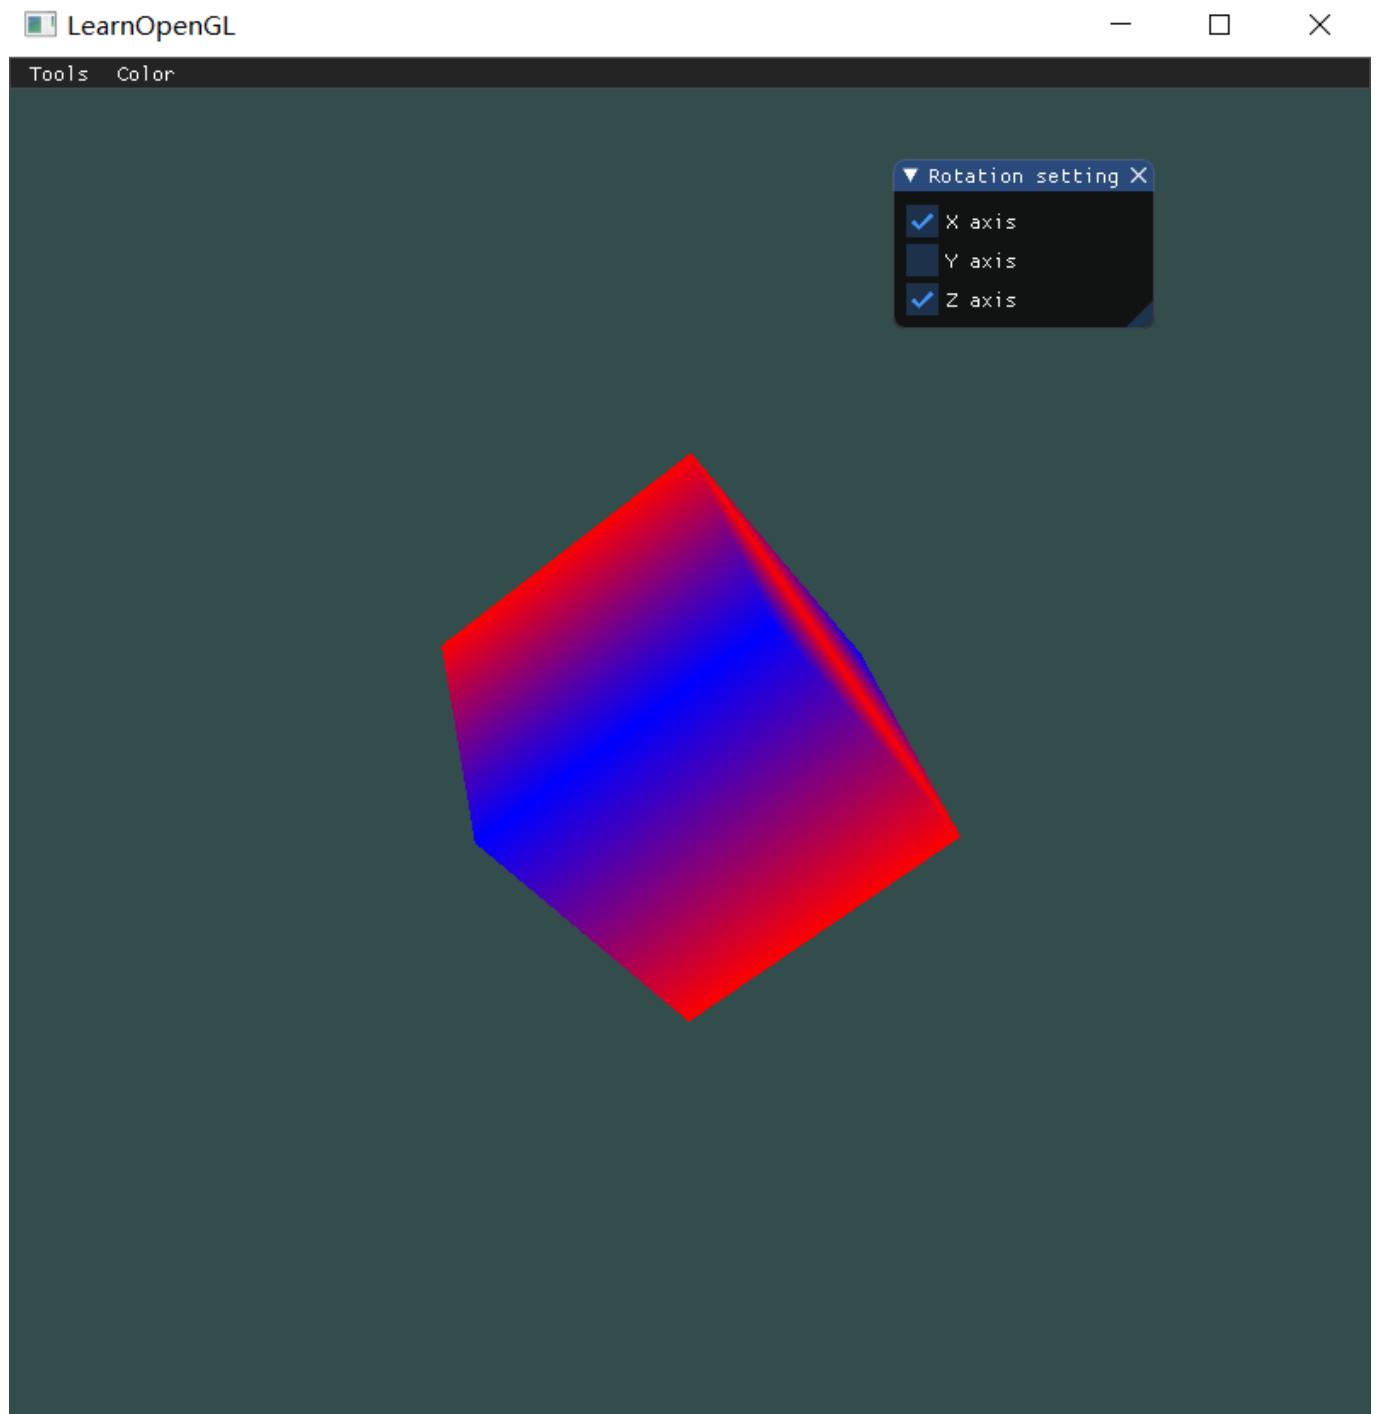 LearnOpenGL
Tools Color
Rotation setting
X axis
Y axis
Z axis